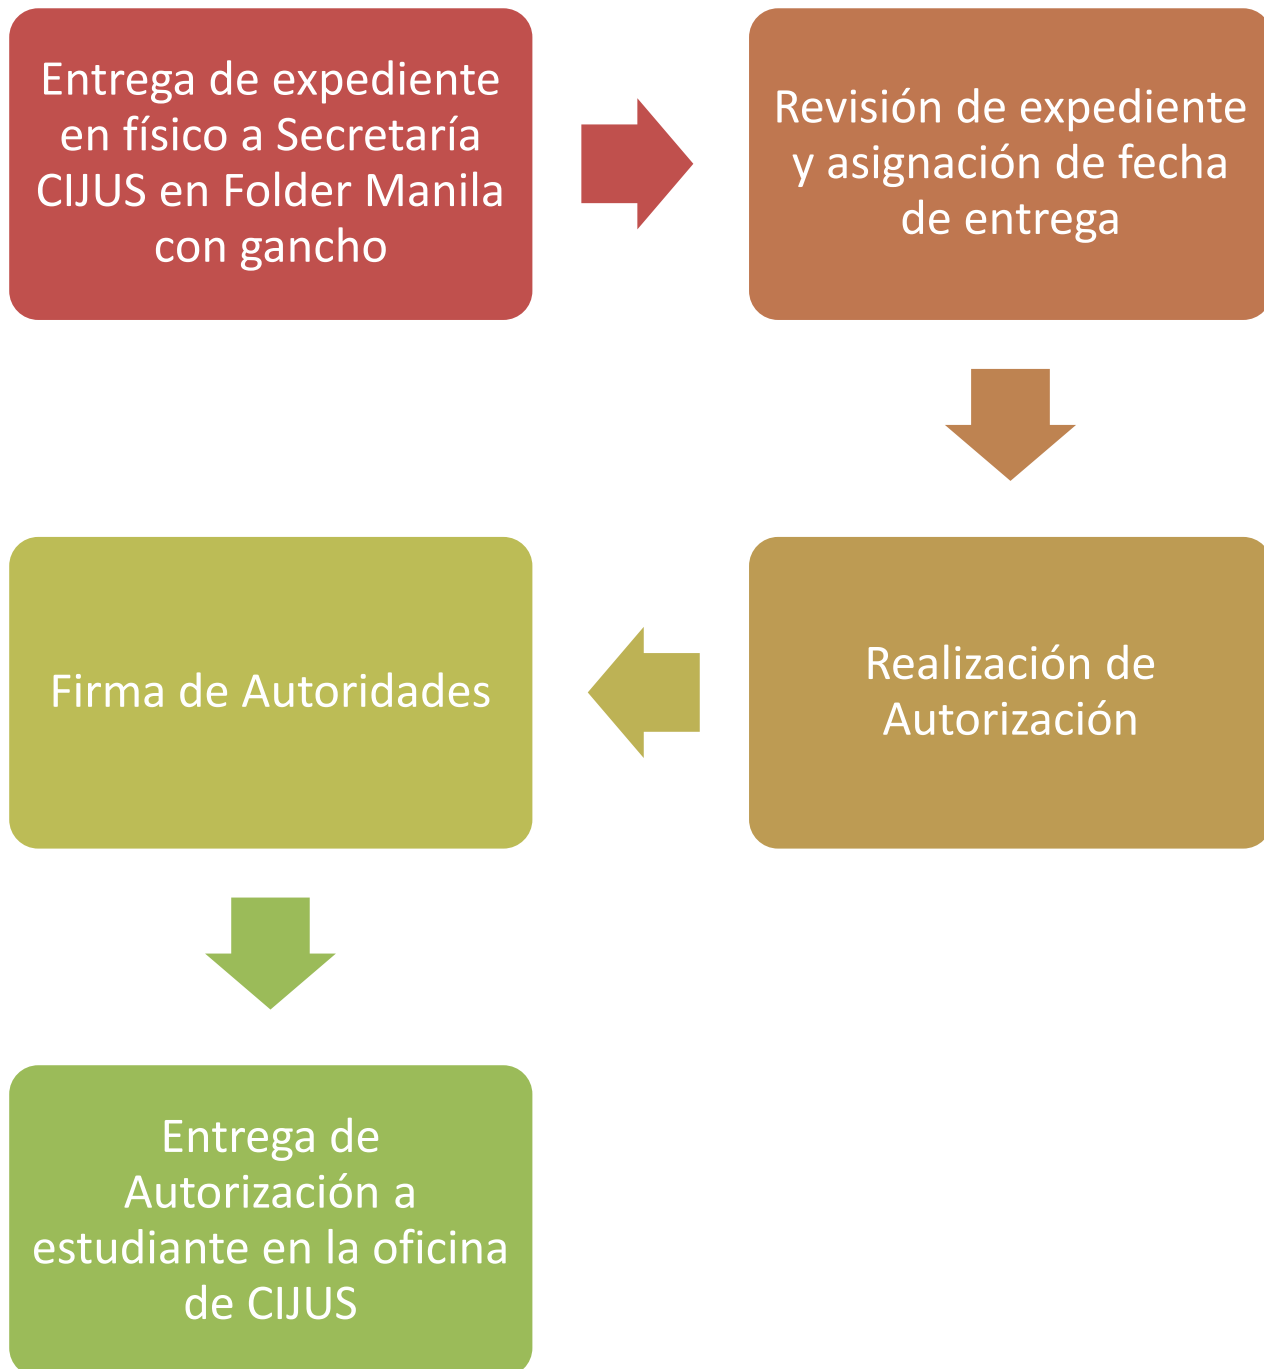 Entrega de expediente
en físico a Secretaría
CIJUS en Folder Manila
con gancho
Revisión de expediente
y asignación de fecha
de entrega
Realización de
Autorización
Firma de Autoridades
Entrega de
Autorización a
estudiante en la oficina
de CIJUS